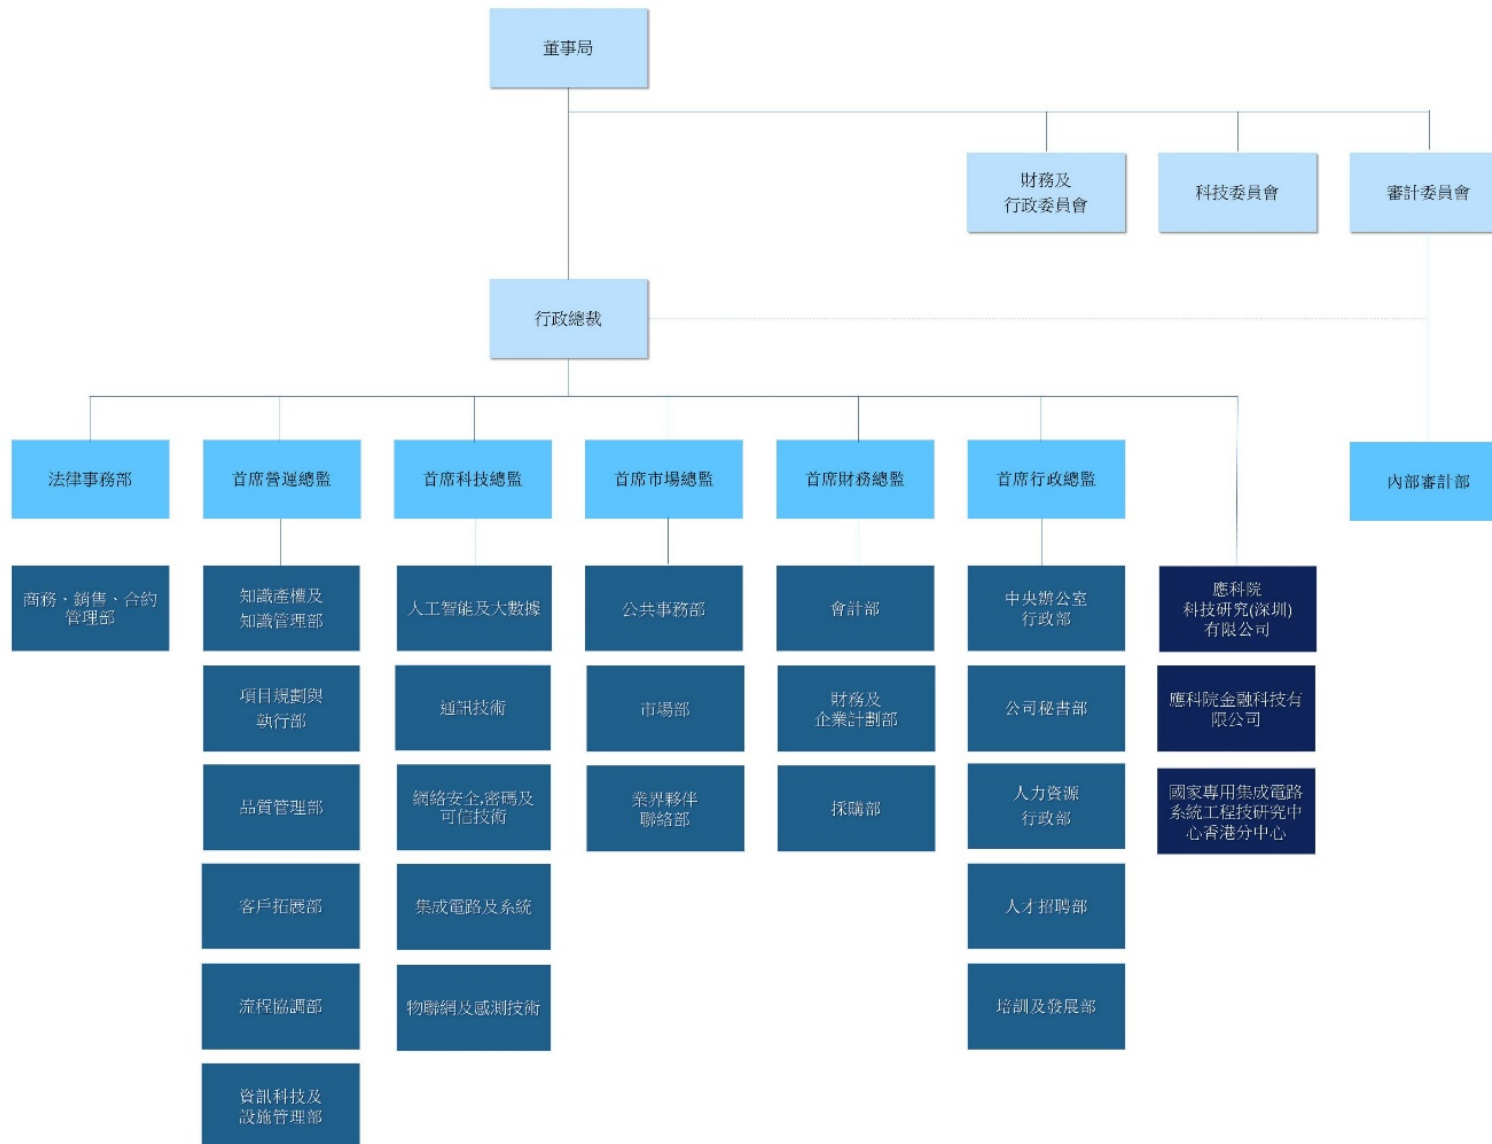 董事局
財務及
行政委員會
科技委員會
審計委員會
行政總裁
法律事務部
首席營運總監
首席科技總監
首席市場總監
首席財務總監
首席行政總監
內部審計部
商務、銷售、合約
管理部
知識產權及
知識管理部
人工智能及大數據
公共事務部
會計部
中央辦公室
行政部
應科院
科技研究(深圳)
有限公司
項目規劃與
執行部
通訊技術
市場部
財務及
企業計劃部
公司秘書部
應科院金融科技有
限公司
品質管理部
網絡安全,密碼及
可信技術
業界夥伴
聯絡部
採購部
人力資源
行政部
國家專用集成電路
系統工程技研究中
心香港分中心
客戶拓展部
集成電路及系統
人才招聘部
流程協調部
物聯網及感測技術
培訓及發展部
資訊科技及
設施管理部